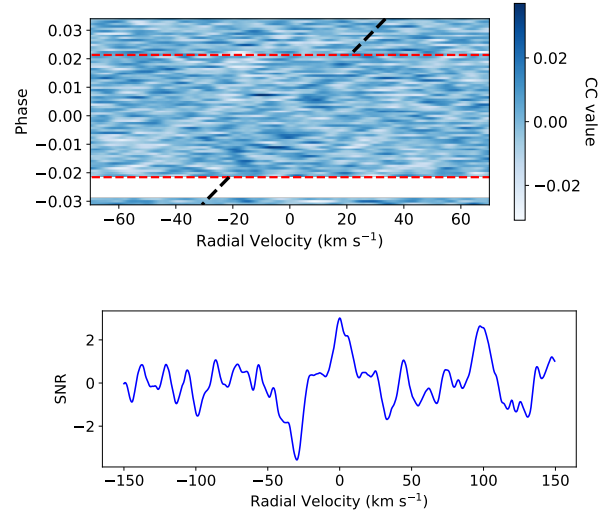 0.03
0.02
0.01
0.00
−0.01
−0.02
−0.03
Phase
−60 −40 −20 0 20 40 60
Radial Velocity (km s⁻¹)
0.02
0.00
−0.02
CC value
2
0
−2
SNR
−150 −100 −50 0 50 100 150
Radial Velocity (km s⁻¹)